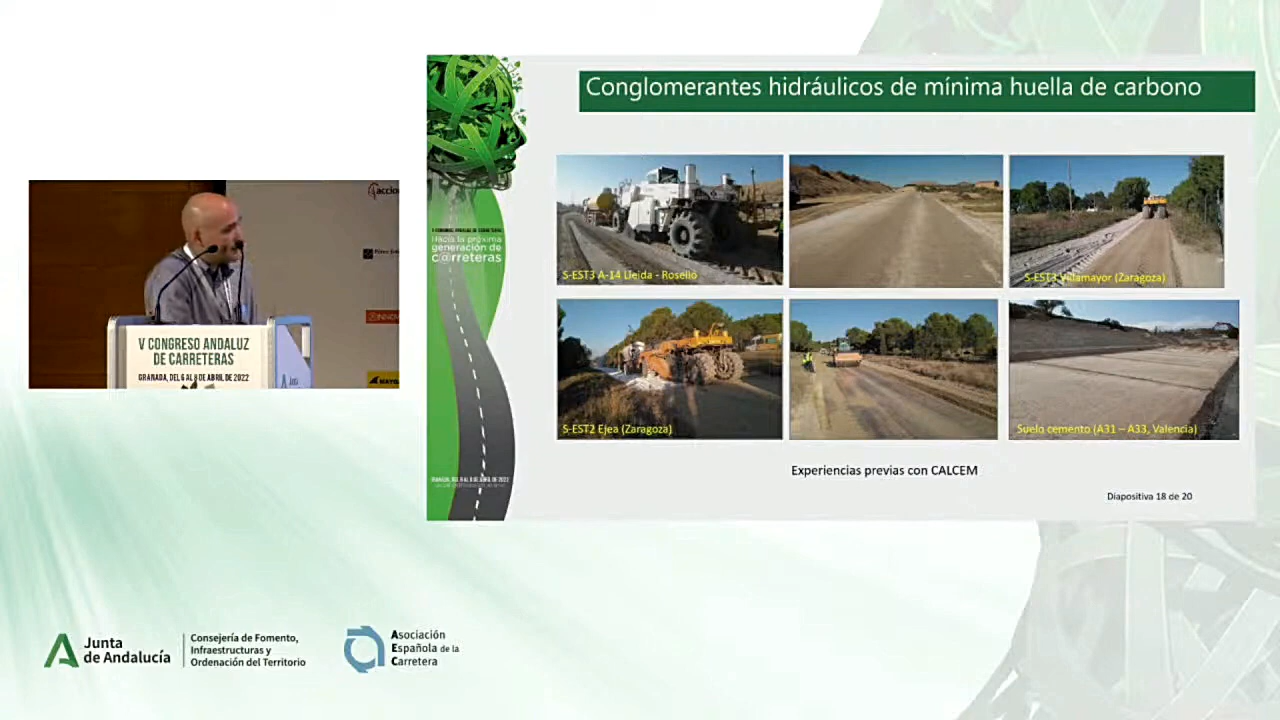 Conglomerantes hidráulicos de mínima huella de carbono
Hacia la próxima
generación de
c@rreteras
S-EST3 A-14 Lleida - Roselló
S-EST3 Vilamayor (Zaragoza)
S-EST2 Ejea (Zaragoza)
Suelo cemento (A31 – A33, Valencia)
Experiencias previas con CALCEM
Diapositiva 18 de 20
V CONGRESO ANDALUZ
DE CARRETERAS
GRANADA, DEL 6 AL 8 DE ABRIL DE 2022
Junta
de Andalucía
Consejería de Fomento,
Infraestructuras y
Ordenación del Territorio
Asociación
Española de la
Carretera